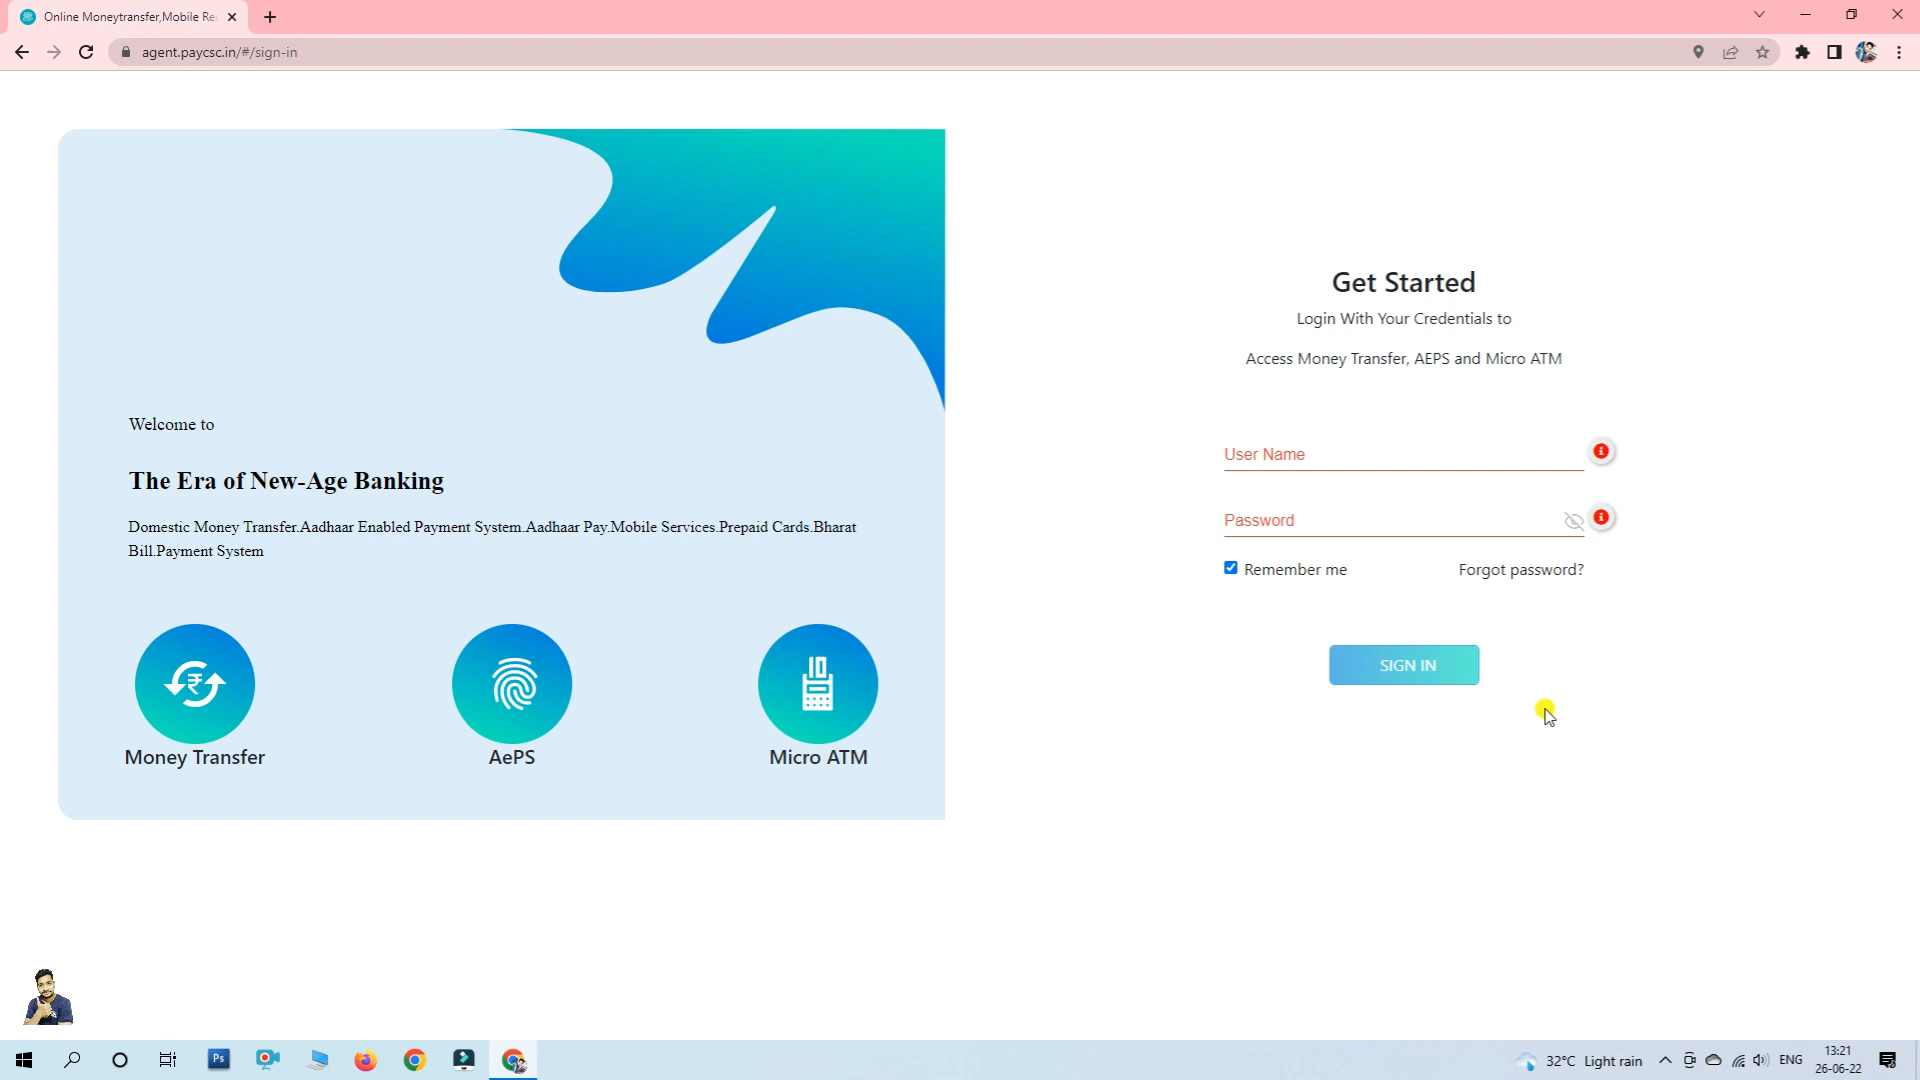 Online Moneytransfer,Mobile Re
agent.paycsc.in/#/sign-in
Welcome to
The Era of New-Age Banking
Domestic Money Transfer.Aadhaar Enabled Payment System.Aadhaar Pay.Mobile Services.Prepaid Cards.Bharat
Bill.Payment System
Money Transfer
AePS
Micro ATM
Get Started
Login With Your Credentials to
Access Money Transfer, AEPS and Micro ATM
User Name
Password
Remember me
Forgot password?
SIGN IN
Ps
32°C Light rain
ENG
13:21
26-06-22